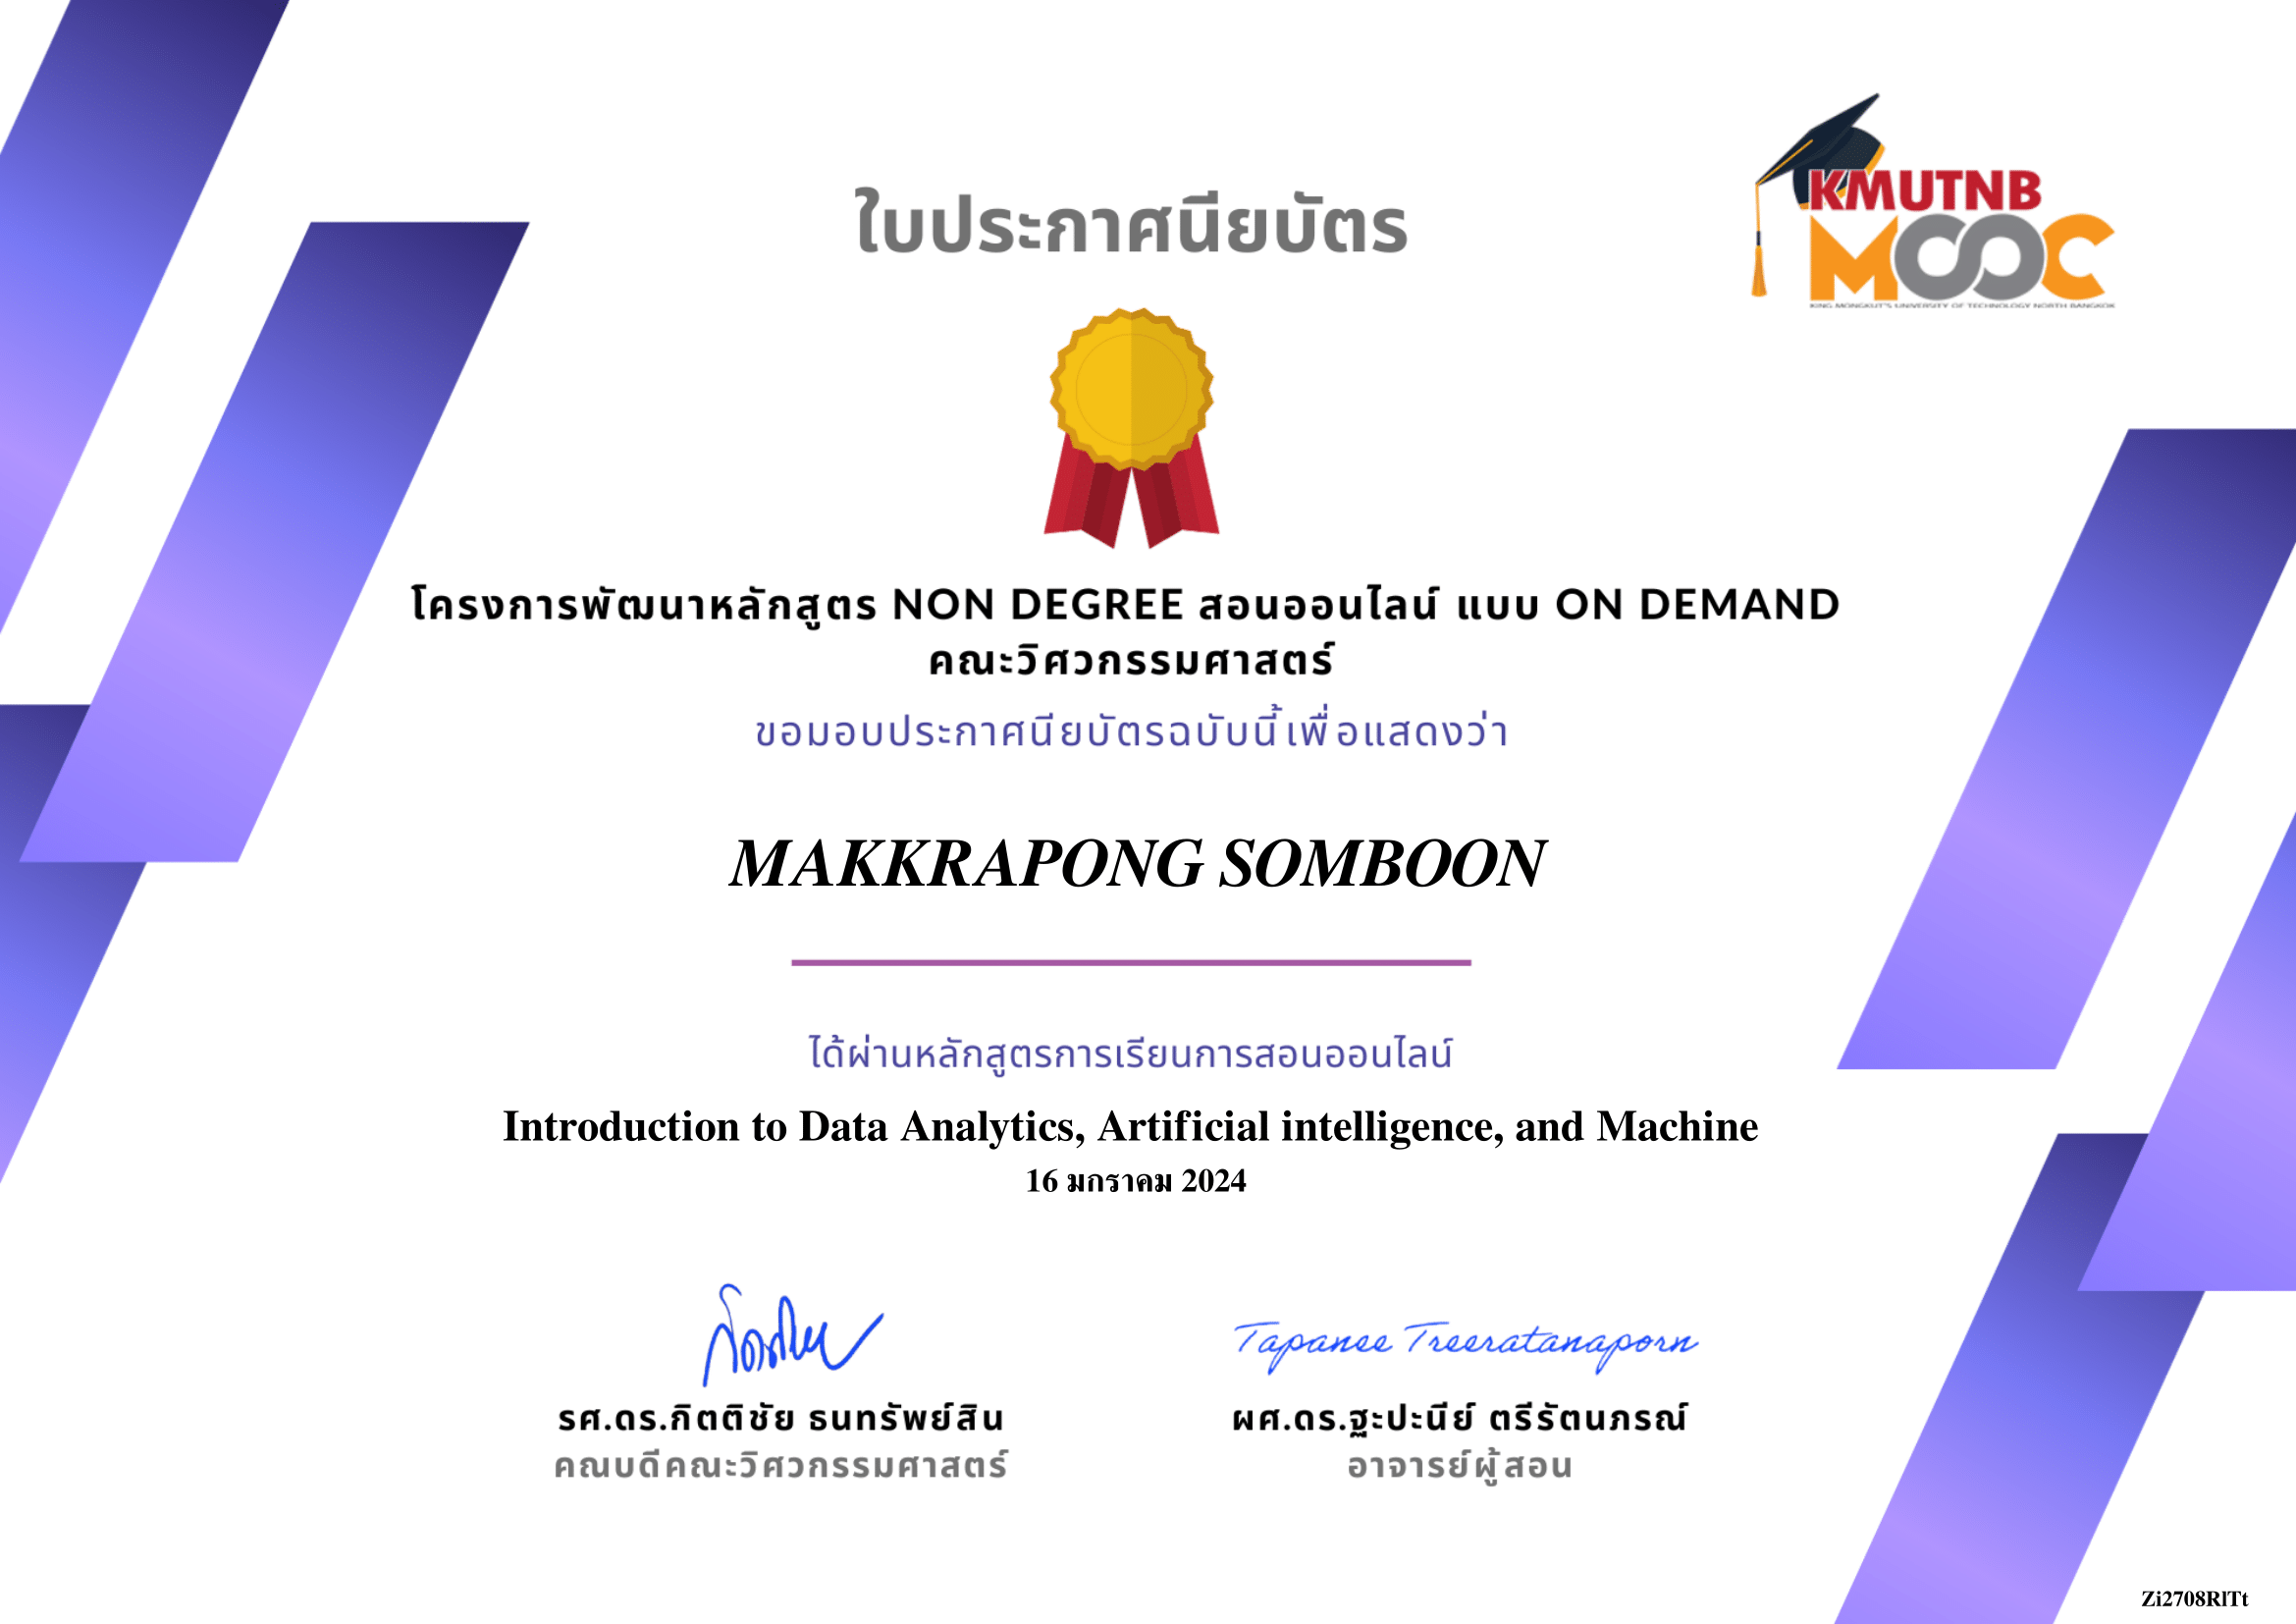 ใบประกาศนียบัตร
KMUTNB
MOOC
KING MONGKUT'S UNIVERSITY OF TECHNOLOGY NORTH BANGKOK
โครงการพัฒนาหลักสูตร NON DEGREE สอนออนไลน์ แบบ ON DEMAND
คณะวิศวกรรมศาสตร์
ขอมอบประกาศนียบัตรฉบับนี้เพื่อแสดงว่า
MAKKRAPONG SOMBOON
ได้ผ่านหลักสูตรการเรียนการสอนออนไลน์
Introduction to Data Analytics, Artificial intelligence, and Machine
16 มกราคม 2024
Tapanee Treeratanaporn
รศ.ดร.กิตติชัย ธนทรัพย์สิน
ผศ.ดร.ฐะปะนีย์ ตรีรัตนภรณ์
คณบดีคณะวิศวกรรมศาสตร์
อาจารย์ผู้สอน
Zi2708RlTt